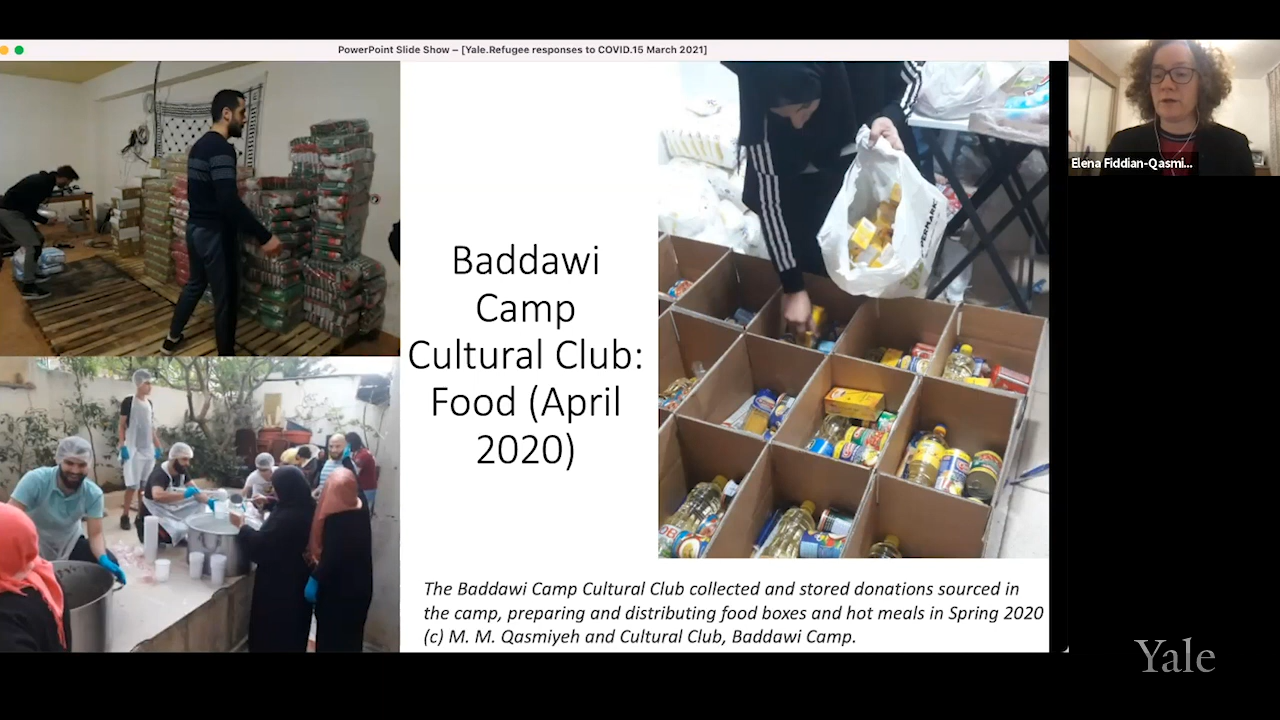 PowerPoint Slide Show – [Yale.Refugee responses to COVID.15 March 2021]
Elena Fiddian-Qasmi...
Baddawi
Camp
Cultural Club:
Food (April
2020)
The Baddawi Camp Cultural Club collected and stored donations sourced in
the camp, preparing and distributing food boxes and hot meals in Spring 2020
(c) M. M. Qasmiyeh and Cultural Club, Baddawi Camp.
Yale